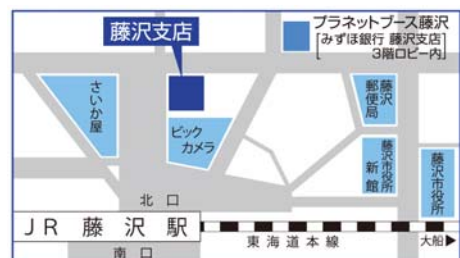 藤沢支店
プラネットブース藤沢
[みずほ銀行 藤沢支店
3階ロビー内]
さいか屋
ビック
カメラ
藤沢
郵便局
藤沢市役所
新館
藤沢市役所
北口
JR 藤沢駅
南口
東海道本線
大船▶